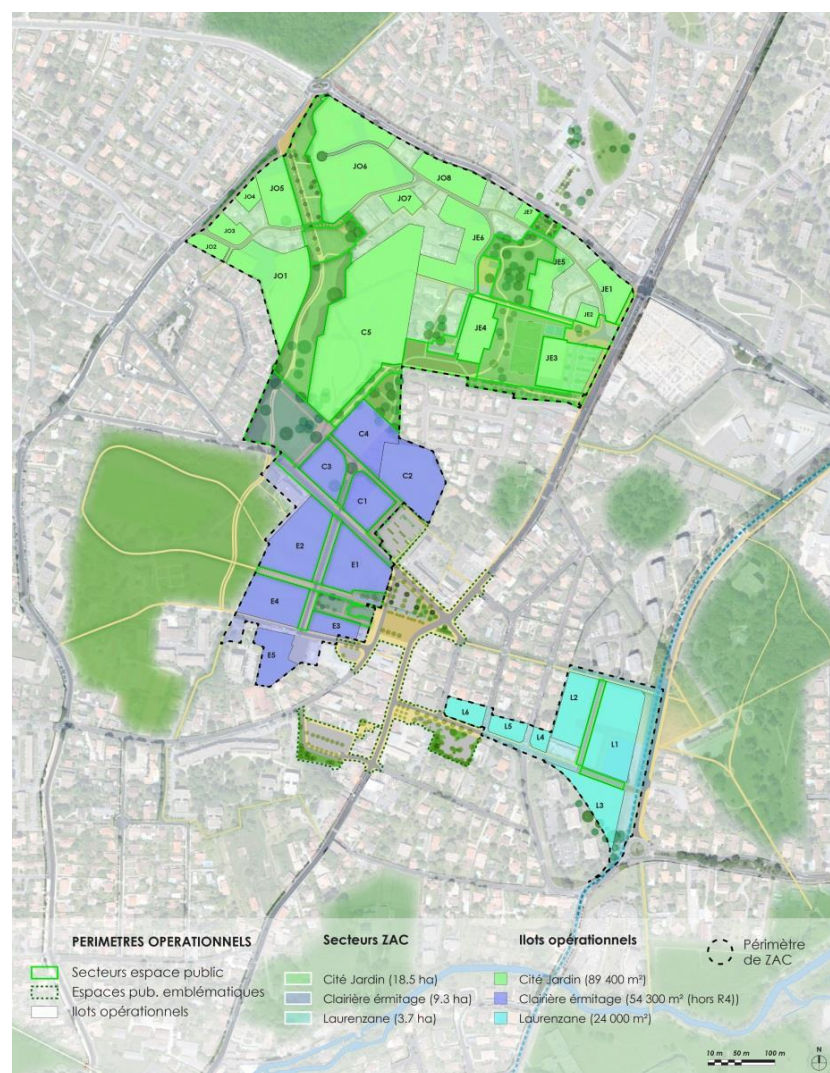 JO6
JO8
JO5
JO4
JO7
JO3
JO2
JO1
JE7
JE6
JE5
JE1
JE2
JE4
JE3
C5
C4
C3
C2
C1
E2
E1
E4
E3
E5
L6
L5
L4
L2
L1
L3
PERIMETRES OPERATIONNELS
Secteurs espace public
Espaces pub. emblématiques
Ilots opérationnels
Secteurs ZAC
Cité Jardin (18.5 ha)
Clairière érmitage (9.3 ha)
Laurenzane (3.7 ha)
Ilots opérationnels
Cité Jardin (89 400 m²)
Clairière érmitage (54 300 m² (hors R4))
Laurenzane (24 000 m²)
Périmètre
de ZAC
10 m 50 m 100 m
N